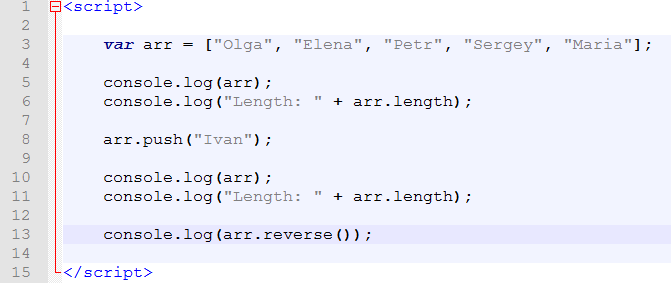 1 <script>
2
3 var arr = ["Olga", "Elena", "Petr", "Sergey", "Maria"];
4
5 console.log(arr);
6 console.log("Length: " + arr.length);
7
8 arr.push("Ivan");
9
10 console.log(arr);
11 console.log("Length: " + arr.length);
12
13 console.log(arr.reverse());
14
15 </script>